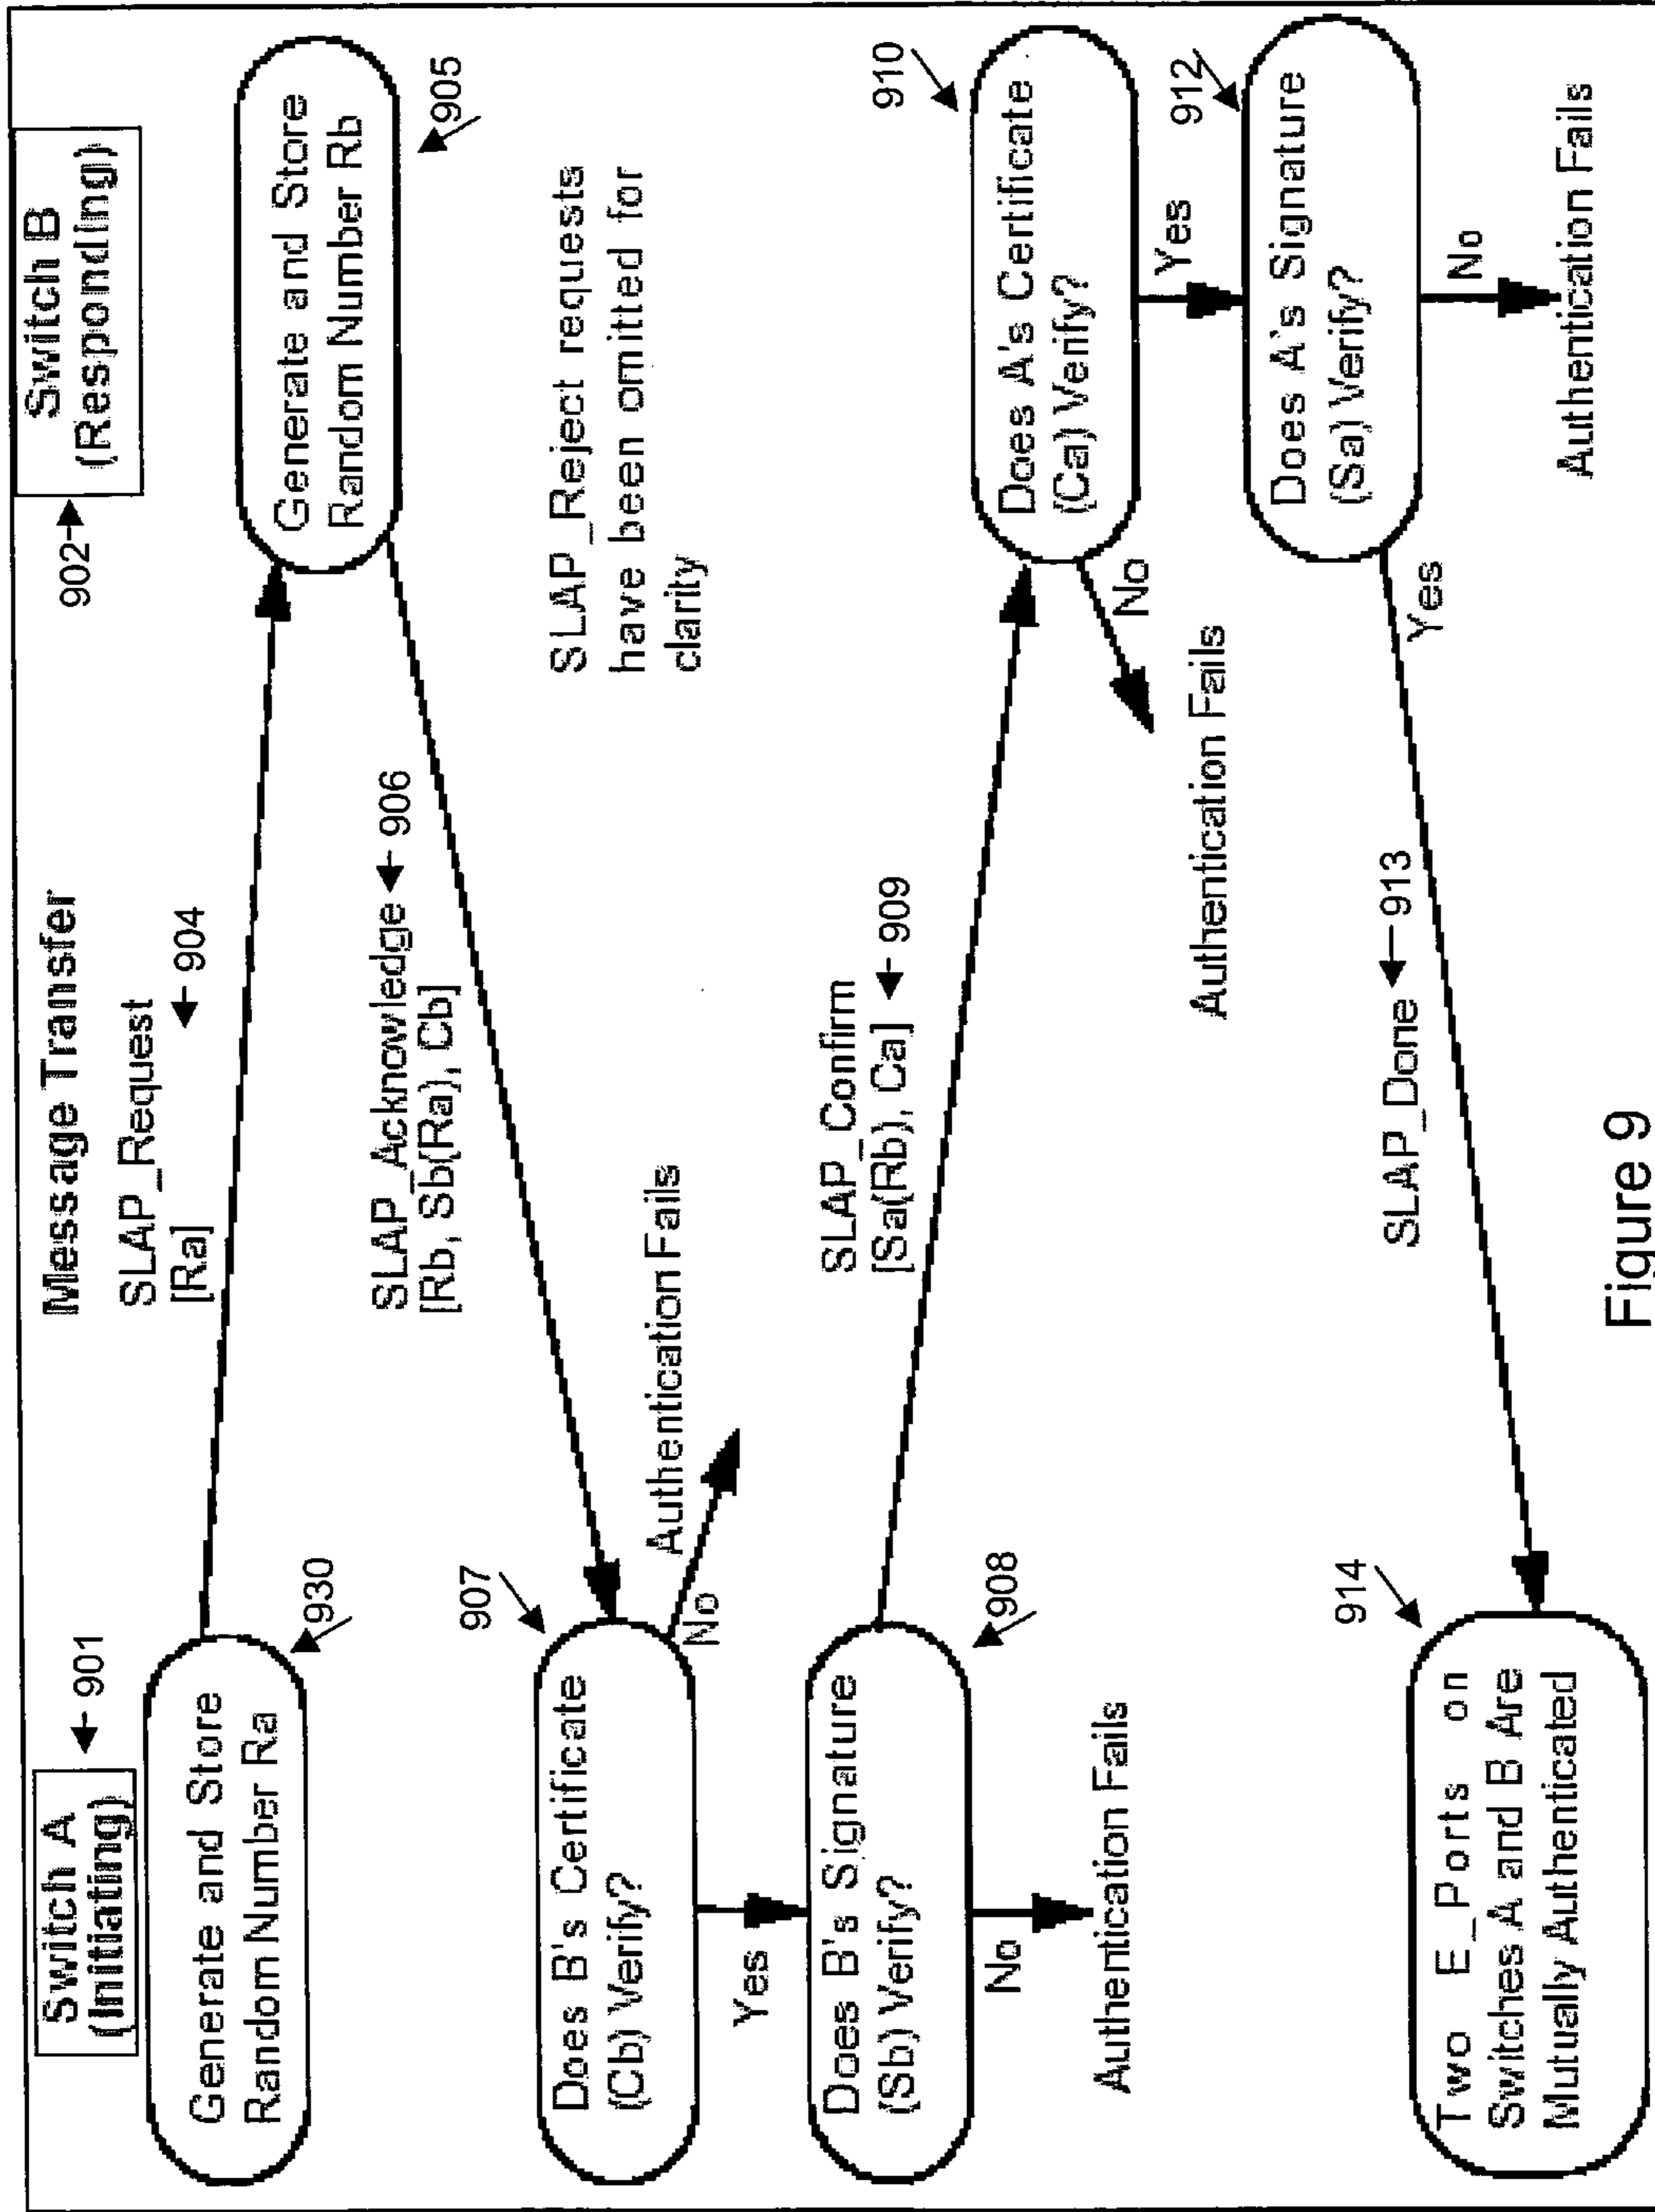 Switch A
(Initiating)
901
Message Transfer
902
Switch B
(Responding)
Generate and Store
Random Number Ra
930
SLAP_Request
[Ra]
904
Generate and Store
Random Number Rb
905
SLAP_Acknowledge
[Rb, Sb(Ra), Cb]
906
SLAP_Reject requests
have been omitted for
clarity
907
Does B's Certificate
(Cb) Verify?
No
Authentication Fails
Yes
Does B's Signature
(Sb) Verify?
908
No
Authentication Fails
SLAP_Confirm
[Sa(Rb), Ca]
909
910
Does A's Certificate
(Ca) Verify?
No
Authentication Fails
Yes
912
Does A's Signature
(Sa) Verify?
No
Authentication Fails
Yes
SLAP_Done
913
914
Two E_Ports on
Switches A and B Are
Mutually Authenticated
Figure 9